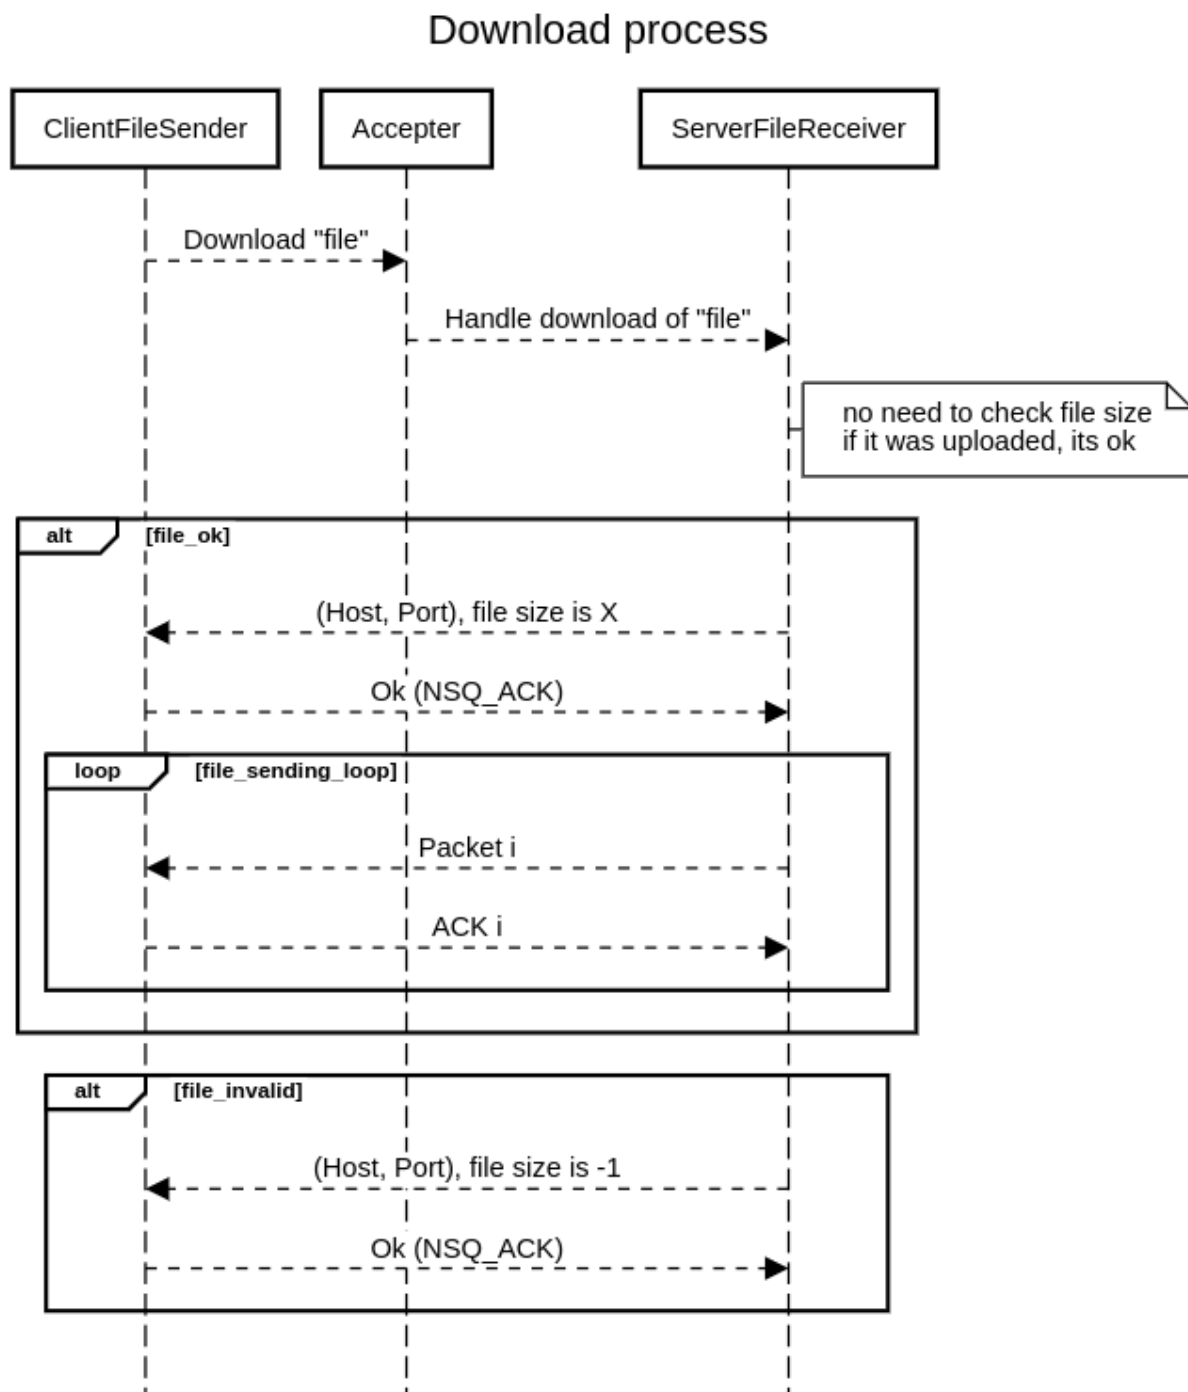 Download process
ClientFileSender
Accepter
ServerFileReceiver
Download "file"
Handle download of "file"
no need to check file size
if it was uploaded, its ok
alt
[file_ok]
(Host, Port), file size is X
Ok (NSQ_ACK)
loop
[file_sending_loop]
Packet i
ACK i
alt
[file_invalid]
(Host, Port), file size is -1
Ok (NSQ_ACK)